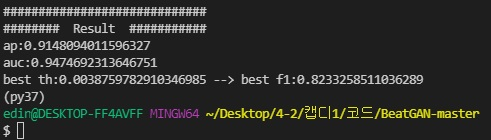 ############################
########  Result  ###########
ap:0.9148094011596327
auc:0.9474692313646751
best th:0.0038759782910346985 --> best f1:0.8233258511036289
(py37)
edin@DESKTOP-FF4AVFF MINGW64 ~/Desktop/4-2/캡디1/코드/BeatGAN-master
$